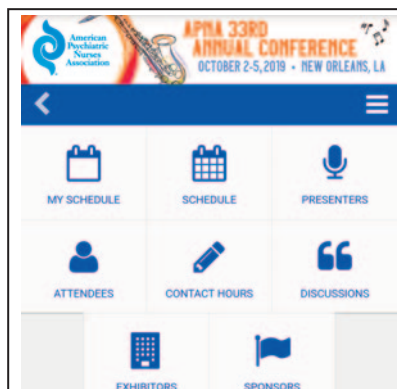 American
Psychiatric
Nurses
Association
APNA 33RD
ANNUAL CONFERENCE
OCTOBER 2-5, 2019 • NEW ORLEANS, LA
MY SCHEDULE
SCHEDULE
PRESENTERS
ATTENDEES
CONTACT HOURS
DISCUSSIONS
EXHIBITORS
SPONSORS